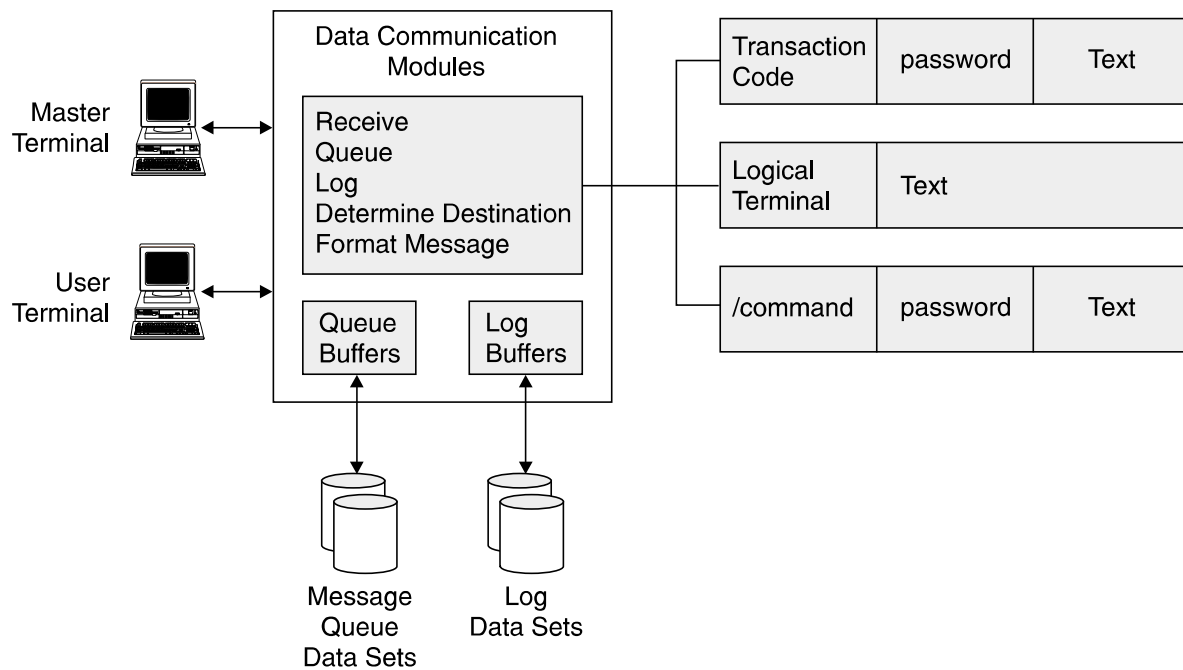 Data Communication
Modules
Master
Terminal
User
Terminal
Receive
Queue
Log
Determine Destination
Format Message
Queue
Buffers
Log
Buffers
Message
Queue
Data Sets
Log
Data Sets
Transaction
Code
password
Text
Logical
Terminal
Text
/command
password
Text